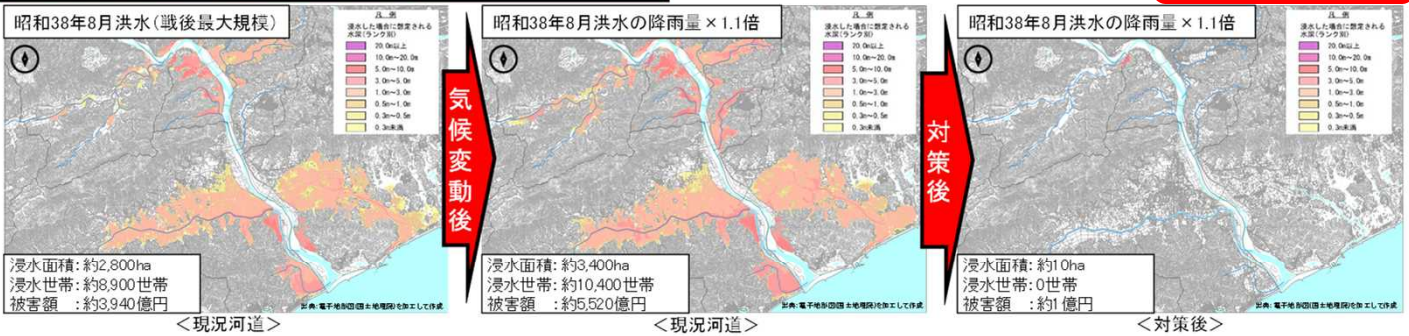 昭和38年8月洪水(戦後最大規模)
凡 例
浸水した場合に想定される
水深(ランク別)
20.0m以上
10.0m~20.0m
5.0m~10.0m
3.0m~5.0m
1.0m~3.0m
0.5m~1.0m
0.3m~0.5m
0.3m未満
浸水面積:約2,800ha
浸水世帯:約8,900世帯
被害額 :約3,940億円
出典:電子地形図(国土地理院)を加工して作成
<現況河道>
気候変動後
昭和38年8月洪水の降雨量×1.1倍
凡 例
浸水した場合に想定される
水深(ランク別)
20.0m以上
10.0m~20.0m
5.0m~10.0m
3.0m~5.0m
1.0m~3.0m
0.5m~1.0m
0.3m~0.5m
0.3m未満
浸水面積:約3,400ha
浸水世帯:約10,400世帯
被害額 :約5,520億円
出典:電子地形図(国土地理院)を加工して作成
<現況河道>
対策後
昭和38年8月洪水の降雨量×1.1倍
凡 例
浸水した場合に想定される
水深(ランク別)
20.0m以上
10.0m~20.0m
5.0m~10.0m
3.0m~5.0m
1.0m~3.0m
0.5m~1.0m
0.3m~0.5m
0.3m未満
浸水面積:約10ha
浸水世帯:0世帯
被害額 :約1億円
出典:電子地形図(国土地理院)を加工して作成
<対策後>